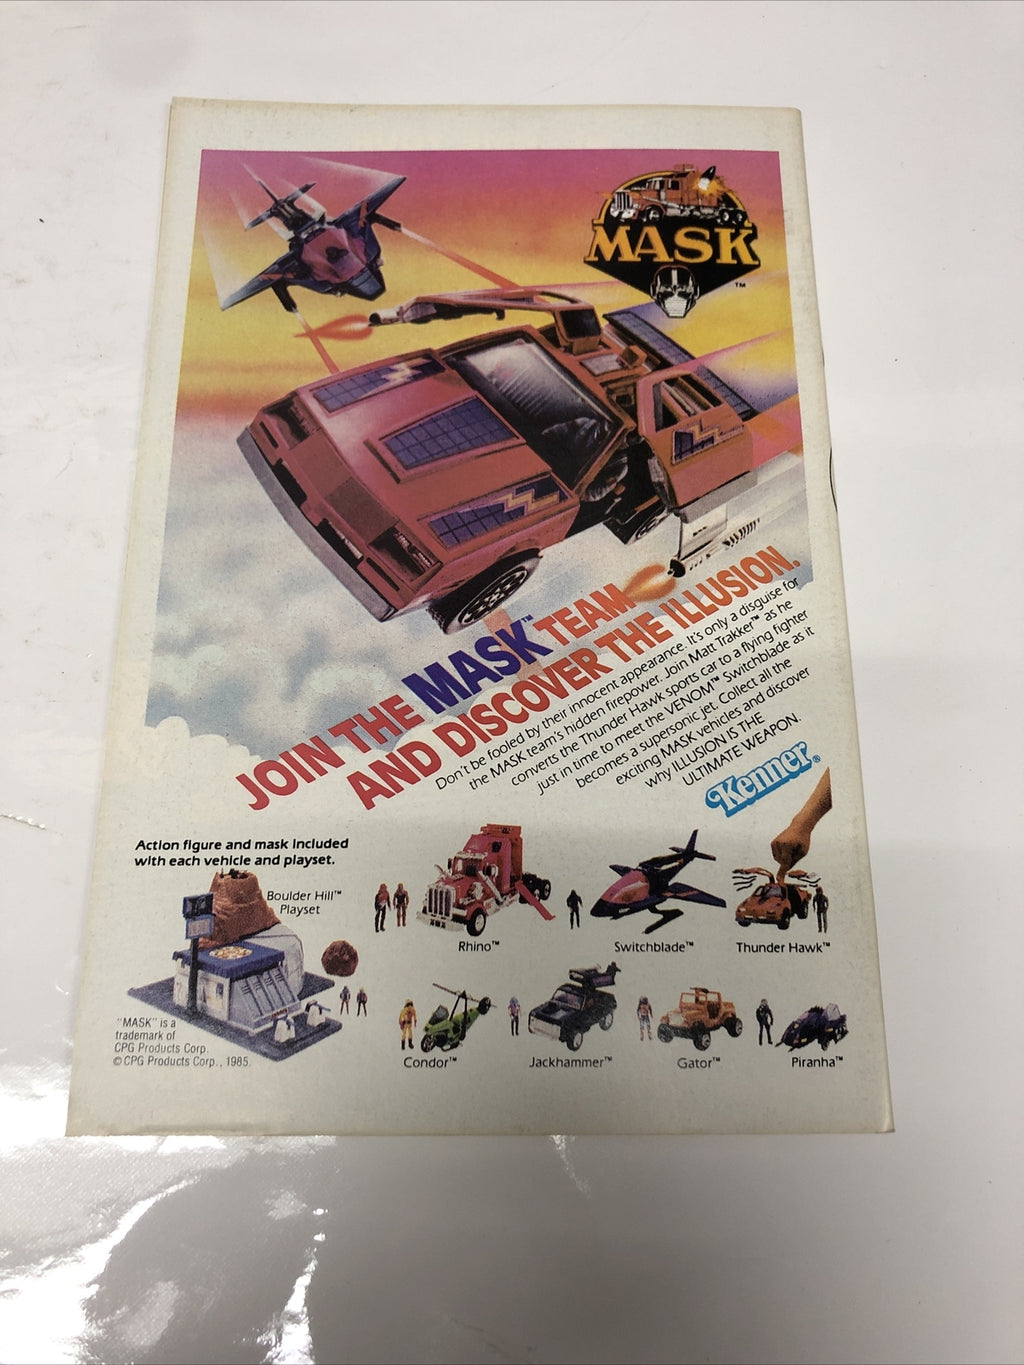 MASK
™
JOIN THE MASK™ TEAM
AND DISCOVER THE ILLUSION.
Don't be fooled by their innocent appearance. It's only a disguise for
the MASK team's hidden firepower. Join Matt Trakker™ as he
converts the Thunder Hawk sports car to a flying fighter
just in time to meet the VENOM™ Switchblade as it
becomes a supersonic jet. Collect all the
exciting MASK vehicles and discover
why ILLUSION IS THE
ULTIMATE WEAPON.
Kenner®
Action figure and mask included
with each vehicle and playset.
Boulder Hill™
Playset
Rhino™
Switchblade™
Thunder Hawk™
"MASK" is a
trademark of
CPG Products Corp.
© CPG Products Corp., 1985.
Condor™
Jackhammer™
Gator™
Piranha™